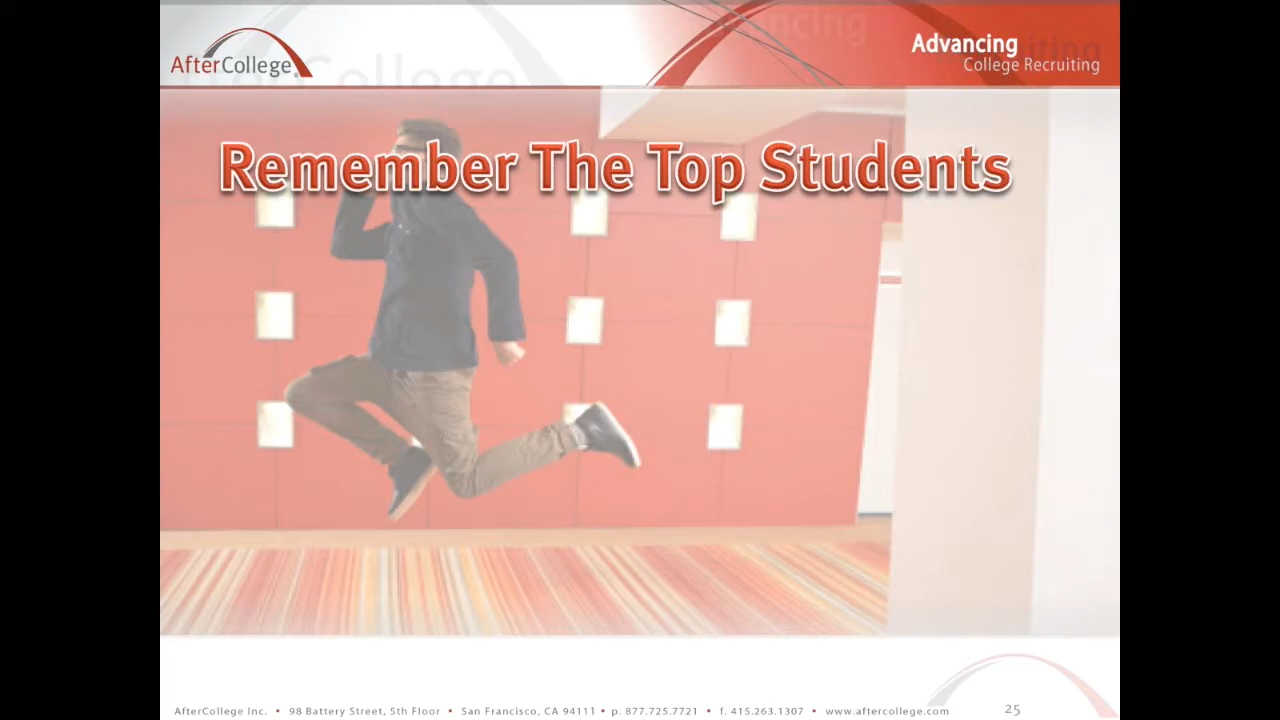 AfterCollege
Advancing
College Recruiting
Remember The Top Students
AfterCollege Inc. • 98 Battery Street, 5th Floor • San Francisco, CA 94111 • p. 877.725.7721 • f. 415.263.1307 • www.aftercollege.com
25